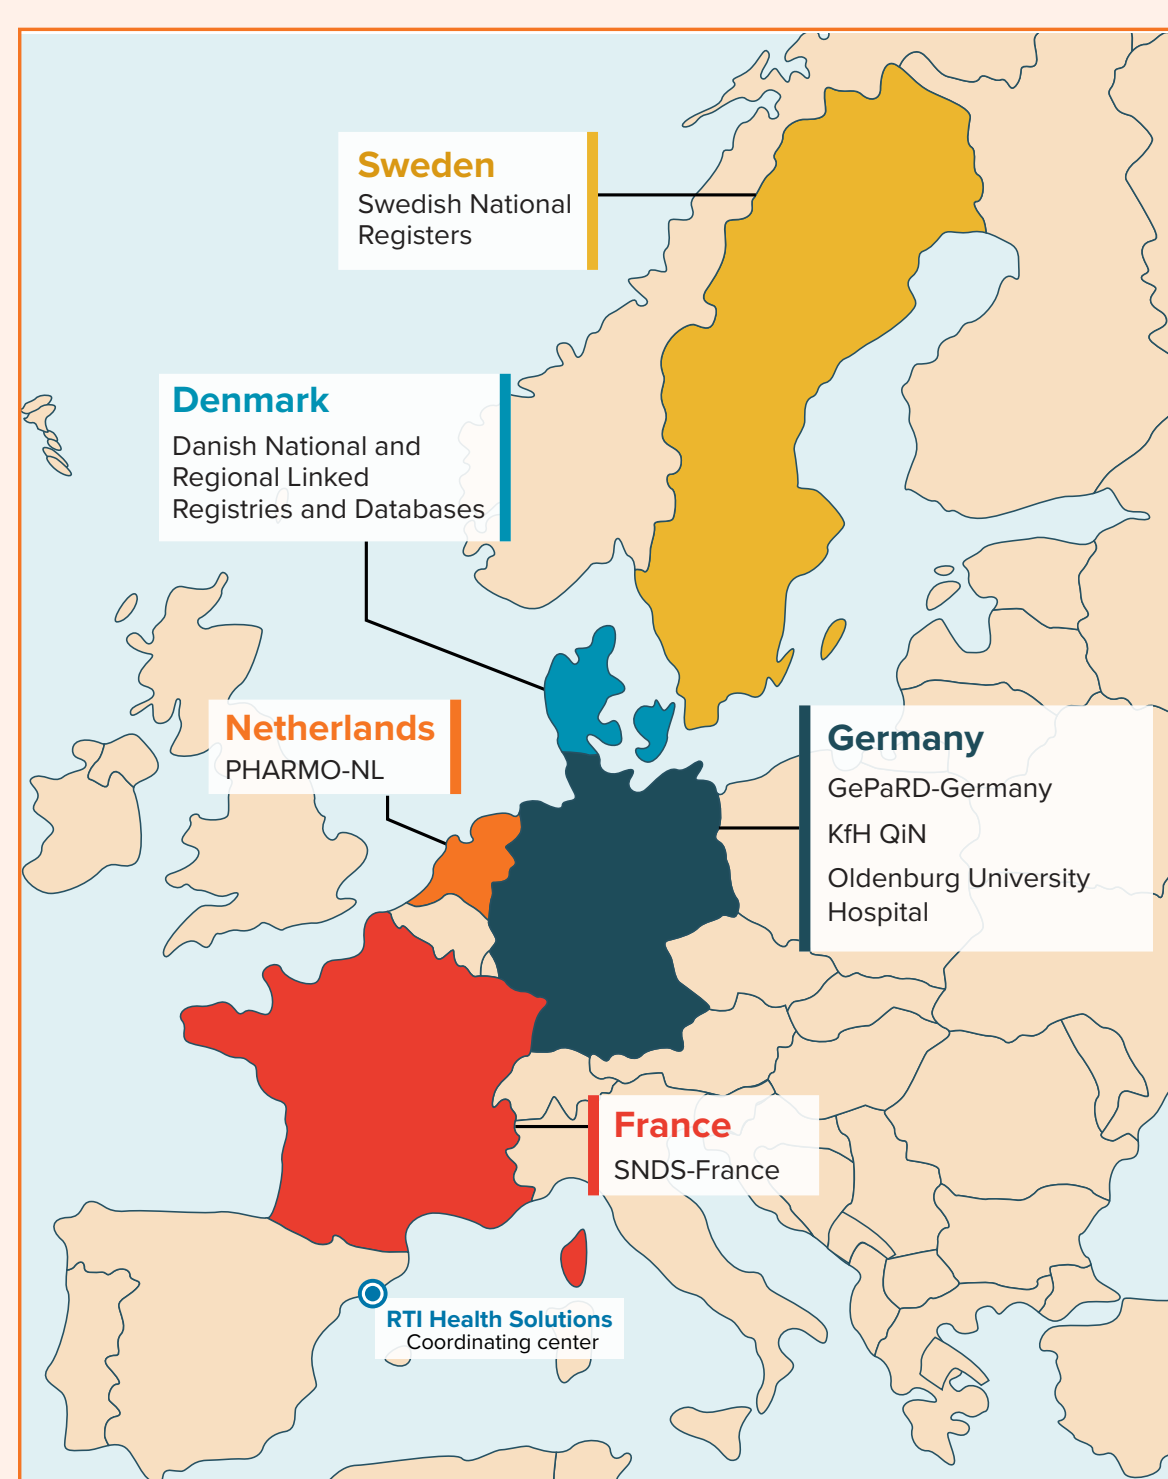 Sweden
Swedish National
Registers
Denmark
Danish National and
Regional Linked
Registries and Databases
Netherlands
PHARMO-NL
Germany
GePaRD-Germany
KfH QiN
Oldenburg University
Hospital
France
SNDS-France
RTI Health Solutions
Coordinating center